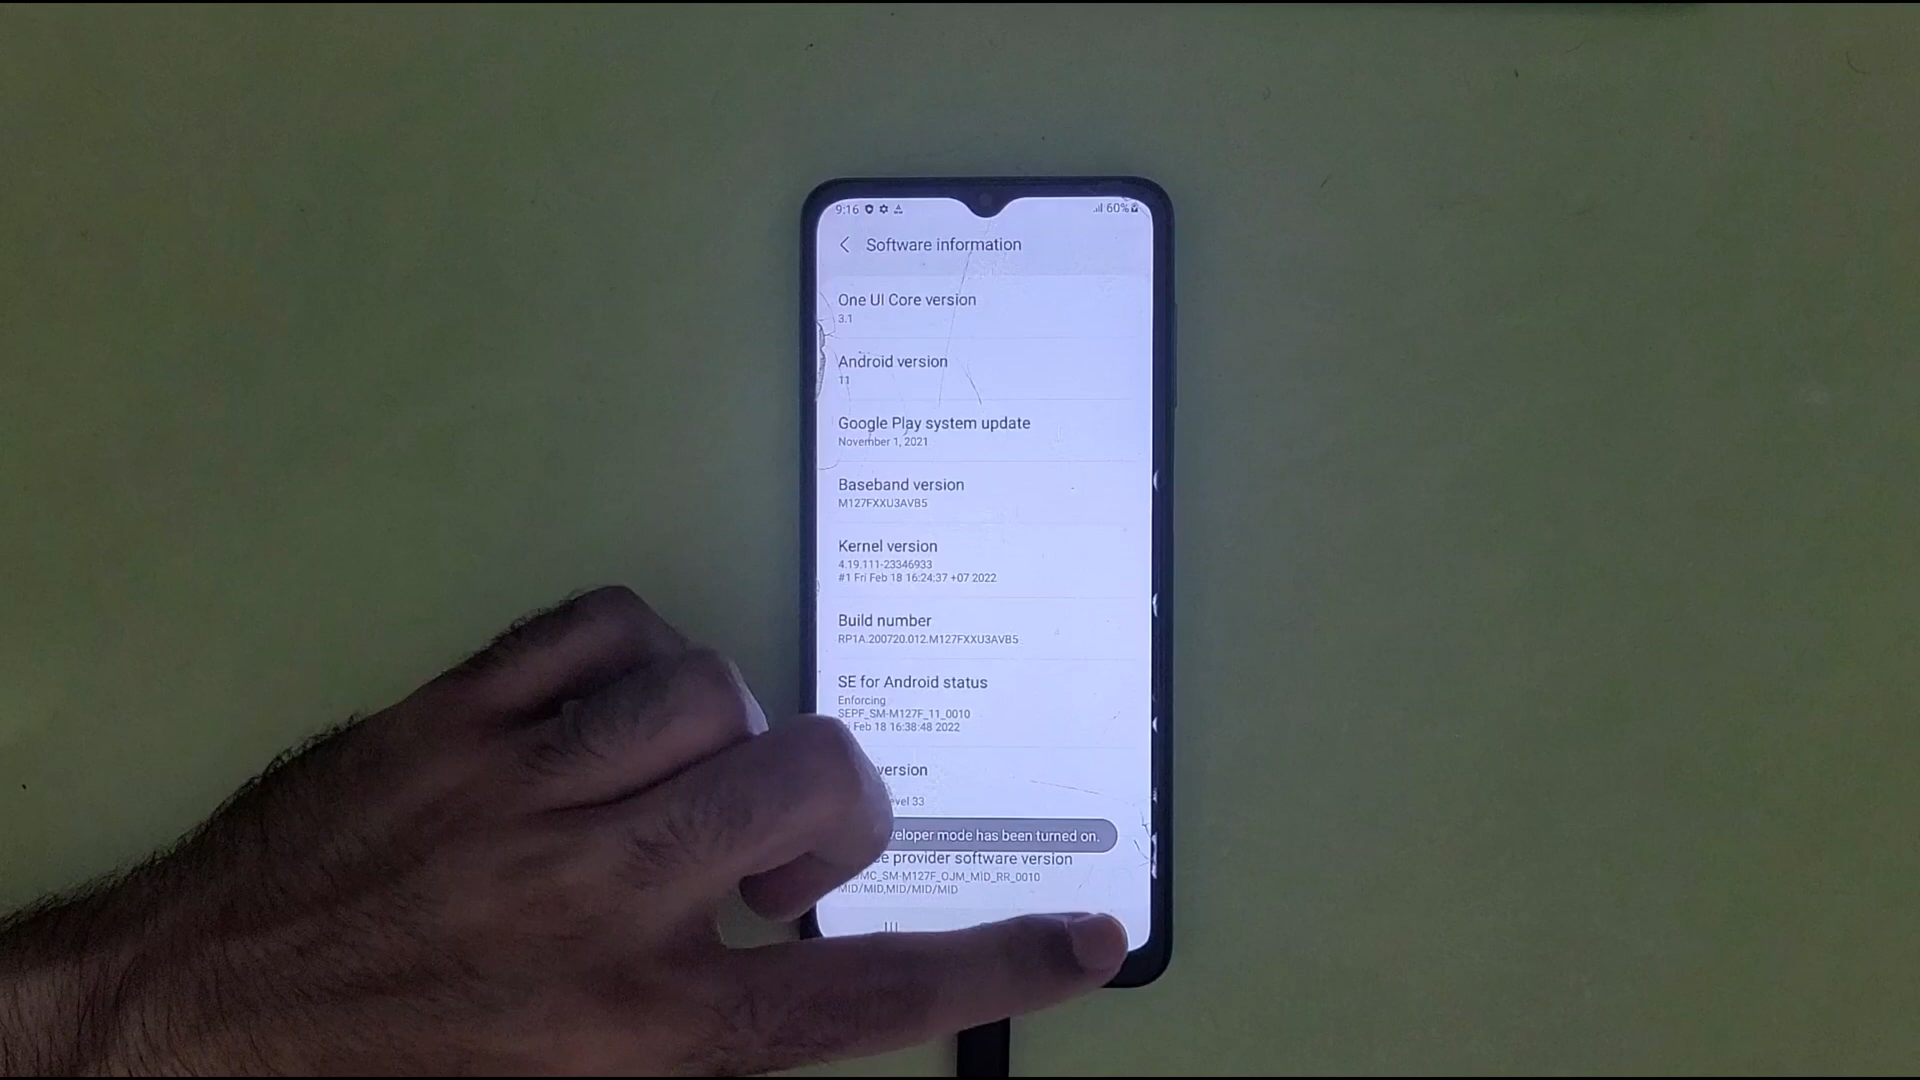 9:16
60%
Software information
One UI Core version
3.1
Android version
11
Google Play system update
November 1, 2021
Baseband version
M127FXXU3AVB5
Kernel version
4.19.111-23346933
#1 Fri Feb 18 16:24:37 +07 2022
Build number
RP1A.200720.012.M127FXXU3AVB5
SE for Android status
Enforcing
SEPF_SM-M127F_11_0010
Feb 18 16:38:48 2022
version
33
mode has been turned on.
provider software version
SM-M127F_OJM_MID_RR_0010
MID/MID,MID/MID/MID